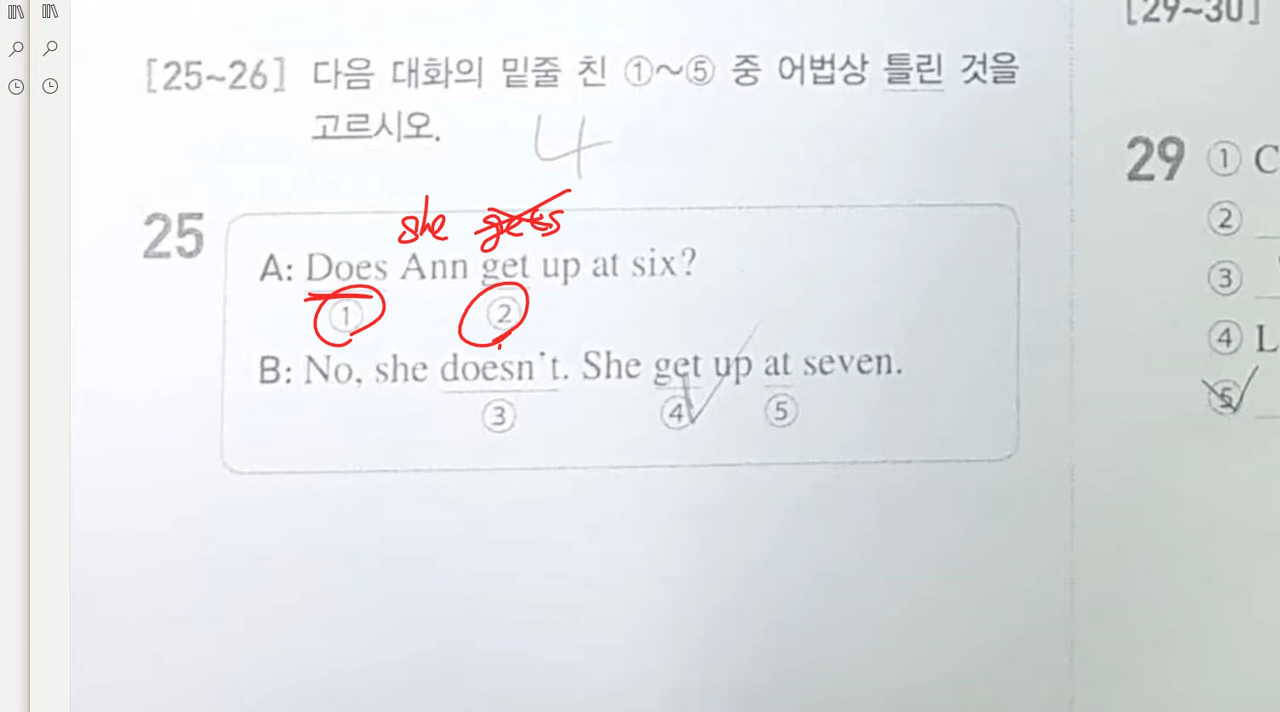 [29~30]
[25~26] 다음 대화의 밑줄 친 ①~⑤ 중 어법상 틀린 것을
고르시오.
4
25
she gets
A: Does Ann get up at six?
① ②
B: No, she doesn't. She get up at seven.
③ ④ ⑤
29 ① C
②
③
④ L
⑤